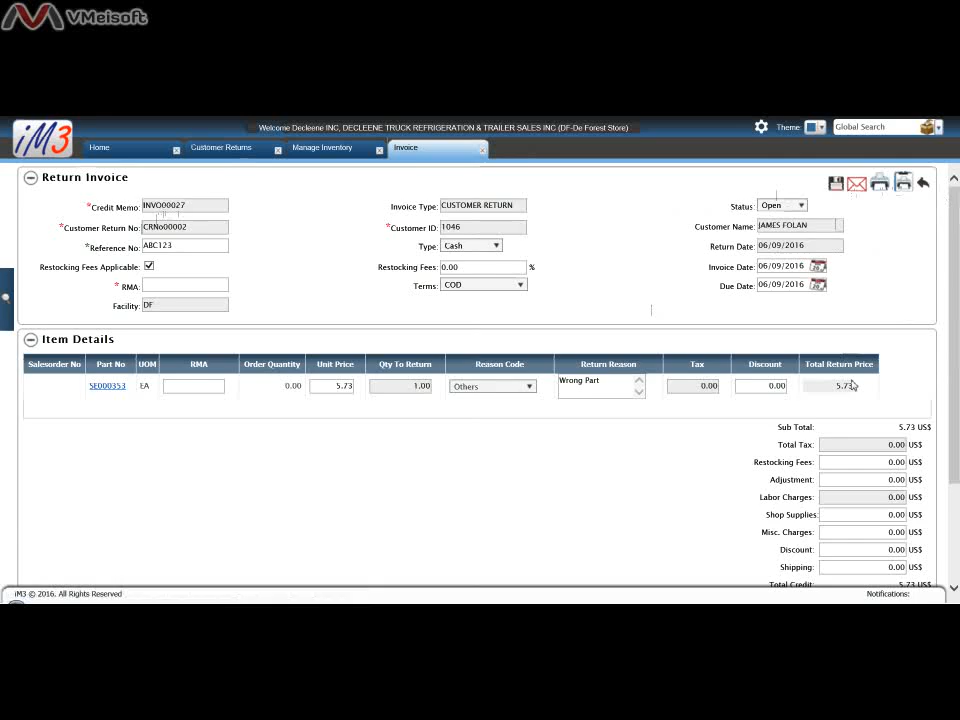 VMeisoft
iM3
Welcome Decleene INC, DECLEENE TRUCK REFRIGERATION & TRAILER SALES INC (DF-De Forest Store)
Theme:
Global Search
Home
Customer Returns
Manage Inventory
Invoice
Return Invoice
*Credit Memo: INVO00027
Invoice Type: CUSTOMER RETURN
Status: Open
*Customer Return No: CRNo00002
*Customer ID: 1046
Customer Name: JAMES FOLAN
*Reference No: ABC123
Type: Cash
Return Date: 06/09/2016
Restocking Fees Applicable:
Restocking Fees: 0.00 %
Invoice Date: 06/09/2016
* RMA:
Terms: COD
Due Date: 06/09/2016
Facility: DF
Item Details
Salesorder No Part No UOM RMA Order Quantity Unit Price Qty To Return Reason Code Return Reason Tax Discount Total Return Price
SE000353 EA 0.00 5.73 1.00 Others Wrong Part 0.00 0.00 5.73
Sub Total: 5.73 US$
Total Tax: 0.00 US$
Restocking Fees: 0.00 US$
Adjustment: 0.00 US$
Labor Charges: 0.00 US$
Shop Supplies: 0.00 US$
Misc. Charges: 0.00 US$
Discount: 0.00 US$
Shipping: 0.00 US$
Total Credit: 5.73 US$
iM3 © 2016. All Rights Reserved
Notifications: